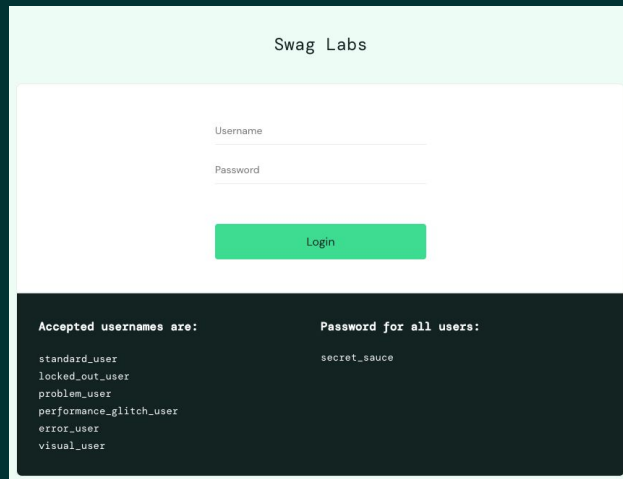 Swag Labs
Username
Password
Login
Accepted usernames are:
standard_user
locked_out_user
problem_user
performance_glitch_user
error_user
visual_user
Password for all users:
secret_sauce